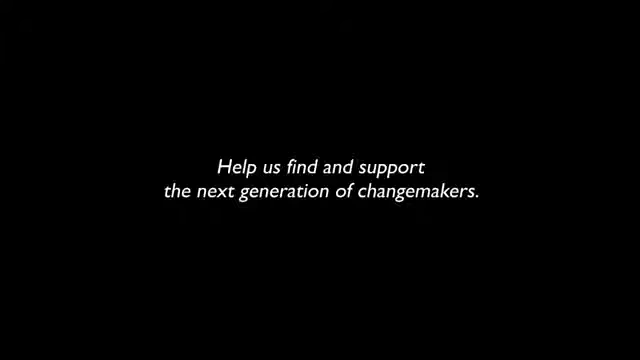 Help us find and support
the next generation of changemakers.